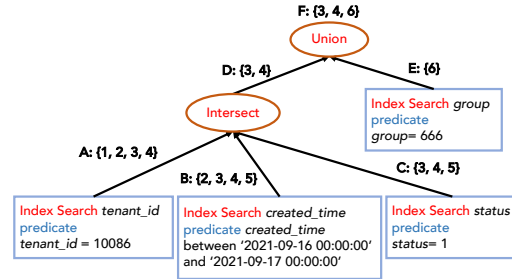 F: {3, 4, 6}
Union
D: {3, 4}
E: {6}
Index Search group
predicate
group= 666
Intersect
A: {1, 2, 3, 4}
B: {2, 3, 4, 5}
C: {3, 4, 5}
Index Search tenant_id
predicate
tenant_id = 10086
Index Search created_time
predicate created_time
between ‘2021-09-16 00:00:00’
and ‘2021-09-17 00:00:00’
Index Search status
predicate
status= 1